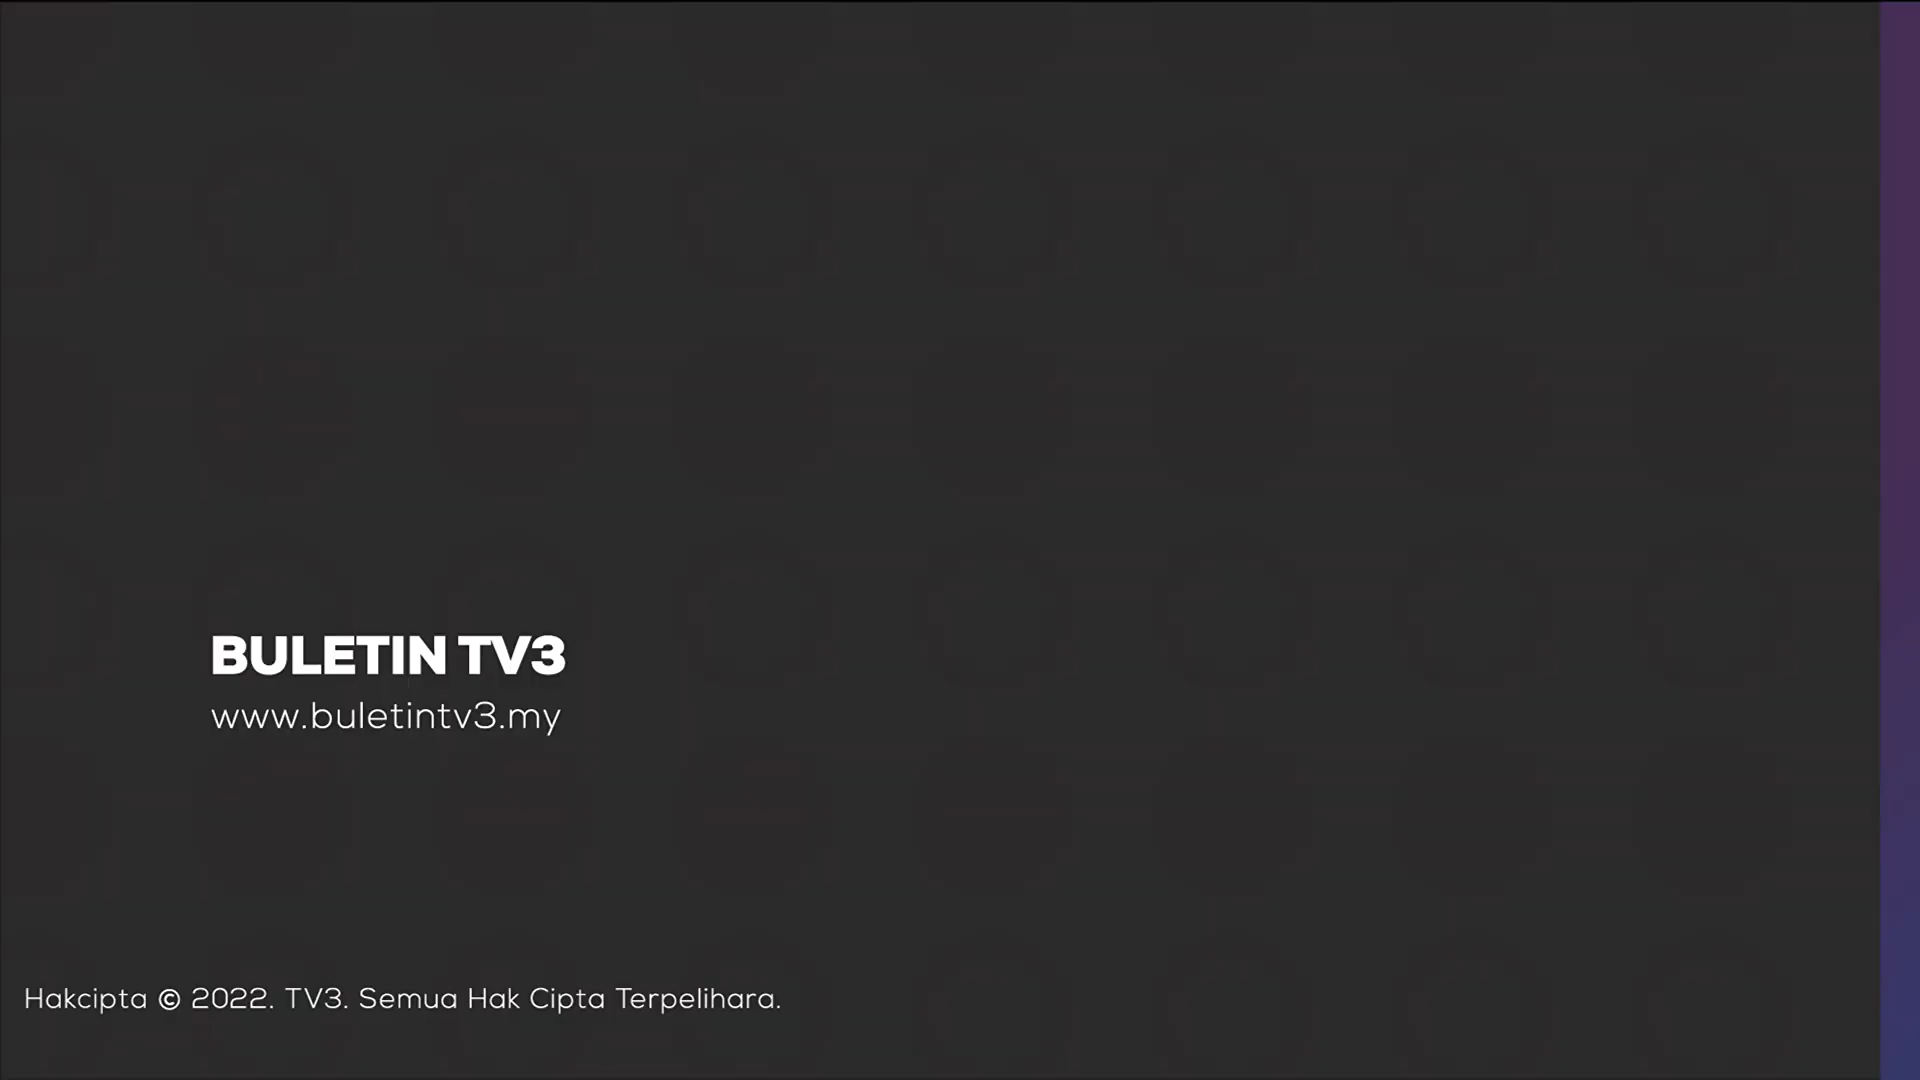 BULETIN TV3
www.buletintv3.my
Hakcipta © 2022. TV3. Semua Hak Cipta Terpelihara.